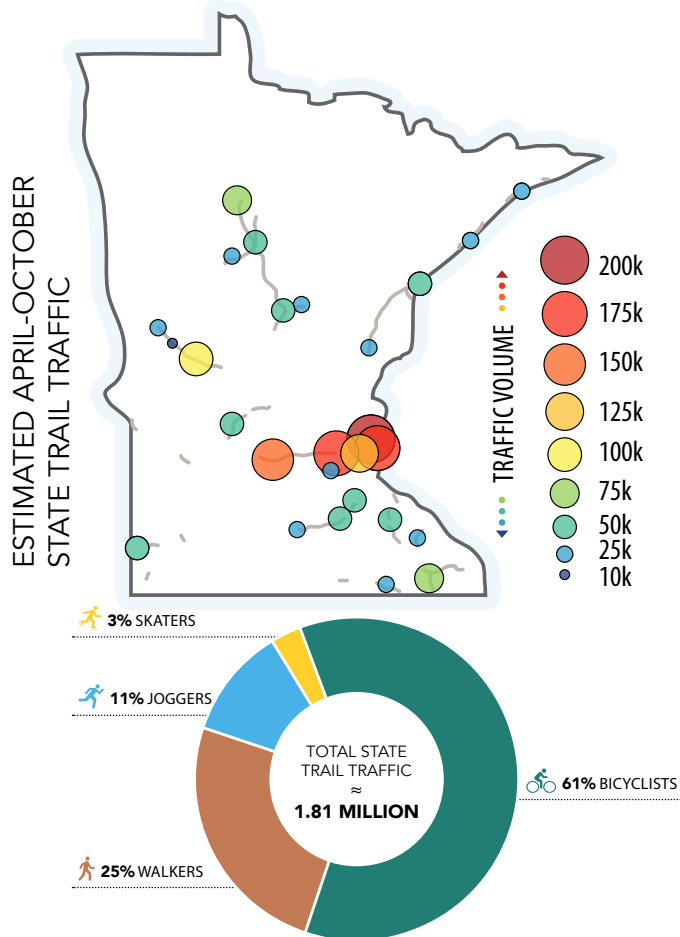 ESTIMATED APRIL-OCTOBER
STATE TRAIL TRAFFIC
TRAFFIC VOLUME
200k
175k
150k
125k
100k
75k
50k
25k
10k
3% SKATERS
11% JOGGERS
TOTAL STATE
TRAIL TRAFFIC
≈
1.81 MILLION
61% BICYCLISTS
25% WALKERS